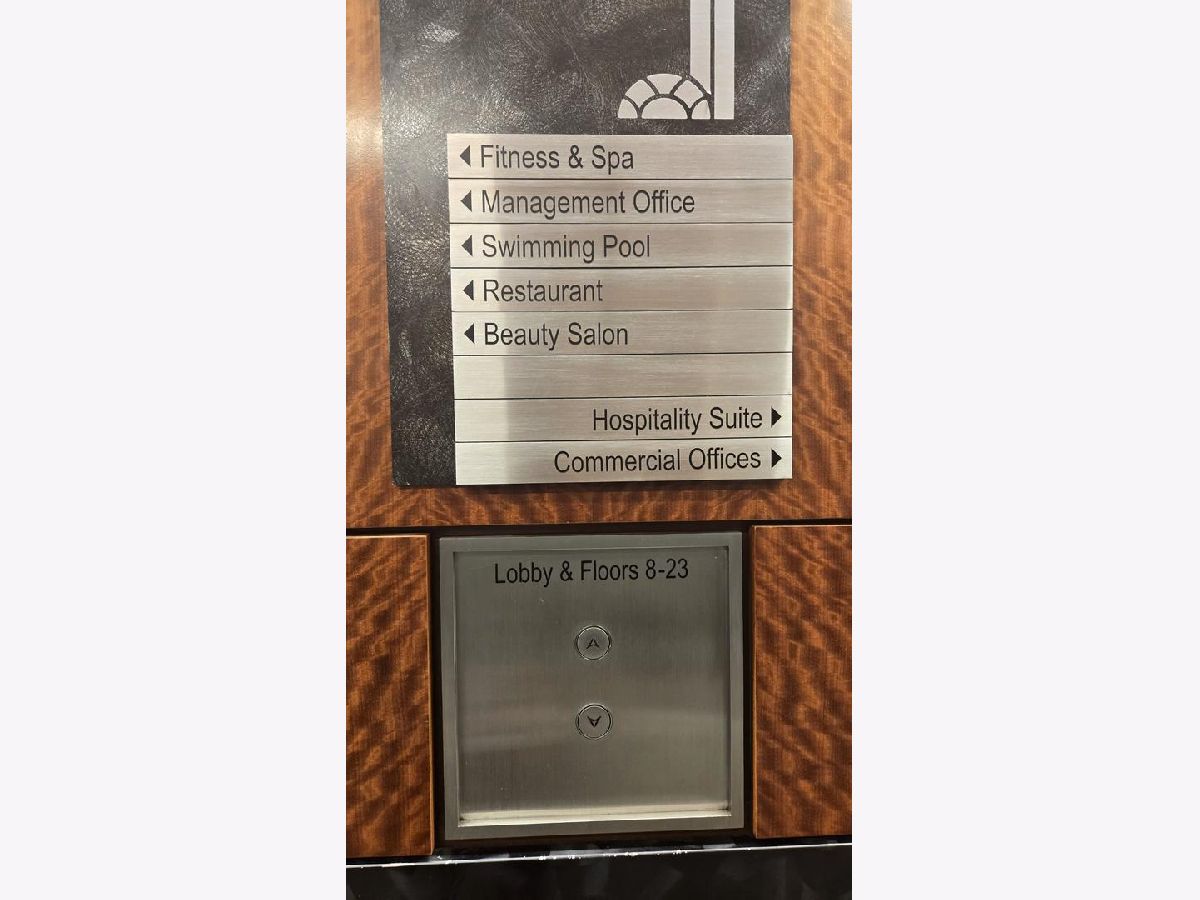 ◀ Fitness & Spa
◀ Management Office
◀ Swimming Pool
◀ Restaurant
◀ Beauty Salon
Hospitality Suite ▶
Commercial Offices ▶
Lobby & Floors 8-23